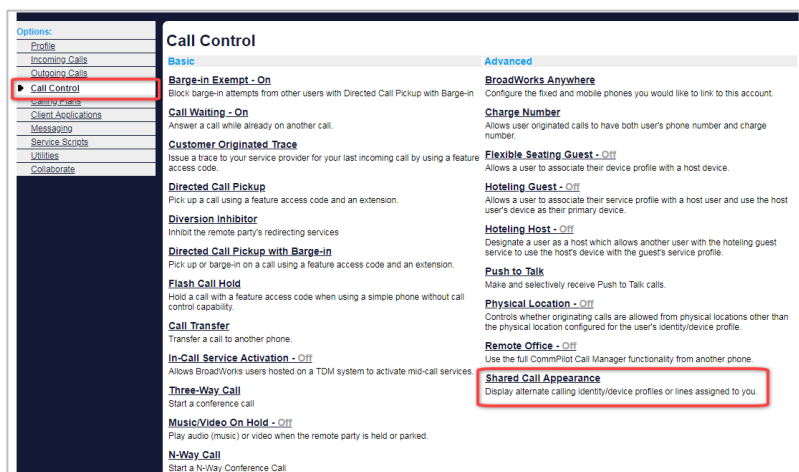 Options:
Profile
Incoming Calls
Outgoing Calls
Call Control
Calling Plans
Client Applications
Messaging
Service Scripts
Utilities
Collaborate
Call Control
Basic
Barge-in Exempt - On
Block barge-in attempts from other users with Directed Call Pickup with Barge-in
Call Waiting - On
Answer a call while already on another call.
Customer Originated Trace
Issue a trace to your service provider for your last incoming call by using a feature
access code.
Directed Call Pickup
Pick up a call using a feature access code and an extension.
Diversion Inhibitor
Inhibit the remote party's redirecting services
Directed Call Pickup with Barge-in
Pick up or barge-in on a call using a feature access code and an extension.
Flash Call Hold
Hold a call with a feature access code when using a simple phone without call
control capability.
Call Transfer
Transfer a call to another phone.
In-Call Service Activation - Off
Allows BroadWorks users hosted on a TDM system to activate mid-call services.
Three-Way Call
Start a conference call
Music/Video On Hold - Off
Play audio (music) or video when the remote party is held or parked.
N-Way Call
Start a N-Way Conference Call
Advanced
BroadWorks Anywhere
Configure the fixed and mobile phones you would like to link to this account.
Charge Number
Allows user originated calls to have both user's phone number and charge
number.
Flexible Seating Guest - Off
Allows a user to associate their device profile with a host device.
Hoteling Guest - Off
Allows a user to associate their service profile with a host user and use the host
user's device as their primary device.
Hoteling Host - Off
Designate a user as a host which allows another user with the hoteling guest
service to use the host's device with the guest's service profile.
Push to Talk
Make and selectively receive Push to Talk calls.
Physical Location - Off
Controls whether originating calls are allowed from physical locations other than
the physical location configured for the user's identity/device profile.
Remote Office - Off
Use the full CommPilot Call Manager functionality from another phone.
Shared Call Appearance
Display alternate calling identity/device profiles or lines assigned to you.